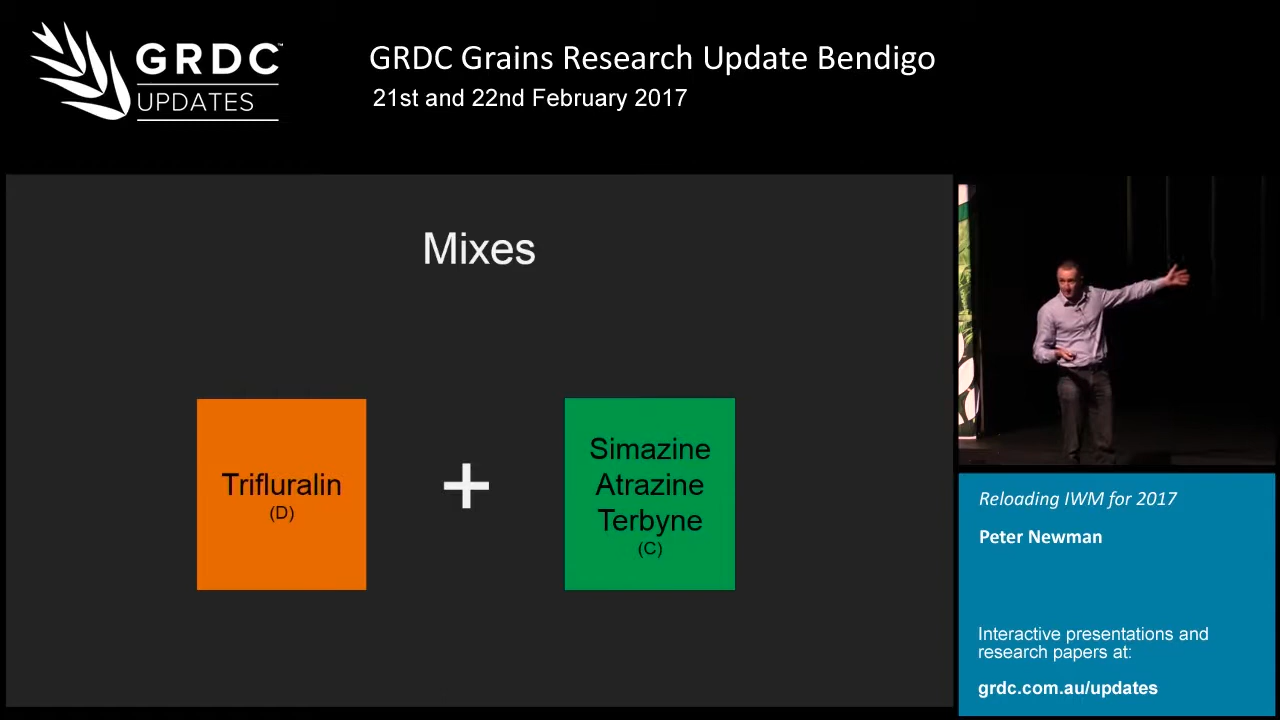 GRDC™
UPDATES
GRDC Grains Research Update Bendigo
21st and 22nd February 2017
Mixes
Trifluralin
(D)
+
Simazine
Atrazine
Terbyne
(C)
Reloading IWM for 2017
Peter Newman
Interactive presentations and
research papers at:
grdc.com.au/updates